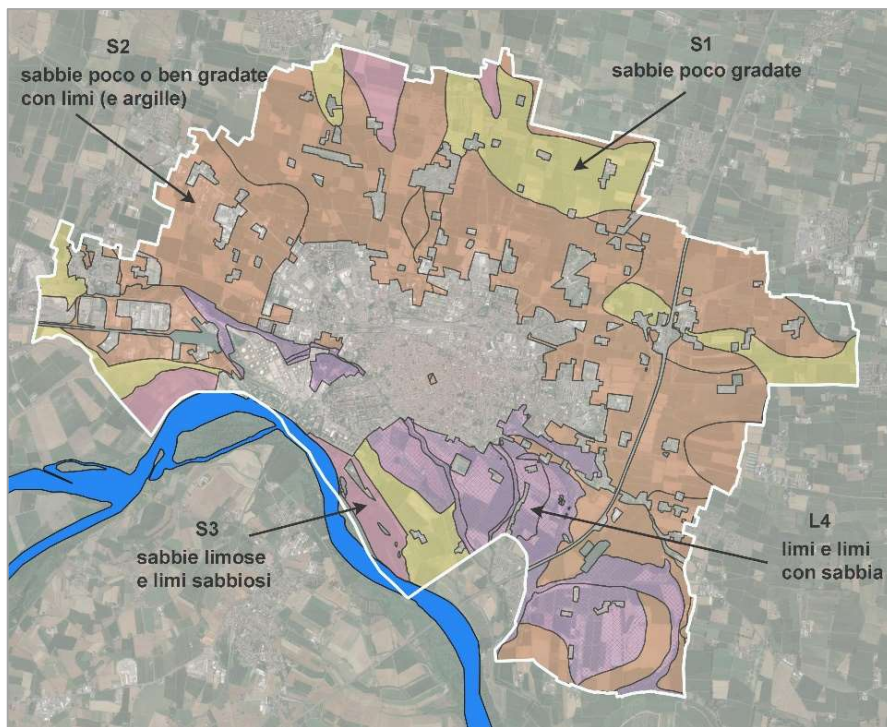 S2
sabbie poco o ben gradate
con limi (e argille)
S1
sabbie poco gradate
S3
sabbie limose
e limi sabbiosi
L4
limi e limi
con sabbia